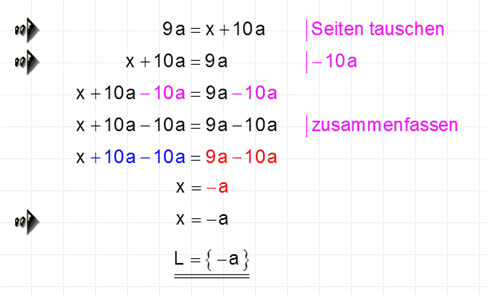 9a = x + 10a | Seiten tauschen
x + 10a = 9a | −10a
x + 10a − 10a = 9a − 10a
x + 10a − 10a = 9a − 10a | zusammenfassen
x + 10a − 10a = 9a − 10a
x = −a
x = −a
L = {−a}